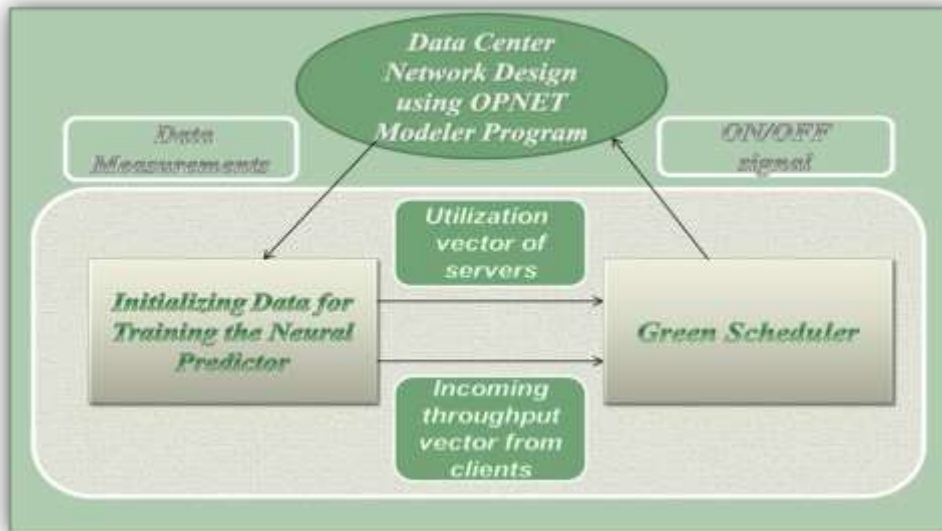 Data Center
Network Design
using OPNET
Modeler Program
Data
Measurements
ON/OFF
signal
Utilization
vector of
servers
Initializing Data for
Training the Neural
Predictor
Green Scheduler
Incoming
throughput
vector from
clients